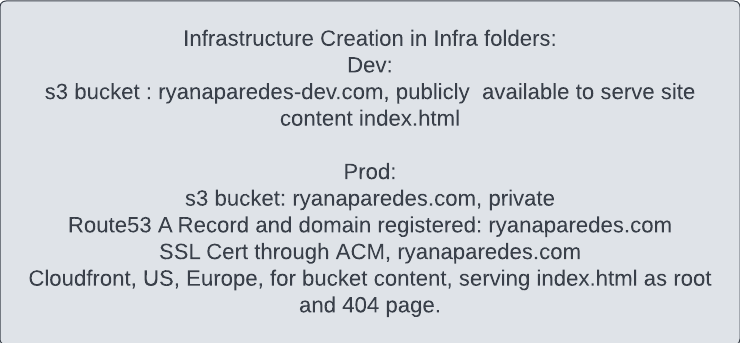 Infrastructure Creation in Infra folders:
Dev:
s3 bucket : ryanaparedes-dev.com, publicly  available to serve site
content index.html
Prod:
s3 bucket: ryanaparedes.com, private
Route53 A Record and domain registered: ryanaparedes.com
SSL Cert through ACM, ryanaparedes.com
Cloudfront, US, Europe, for bucket content, serving index.html as root
and 404 page.